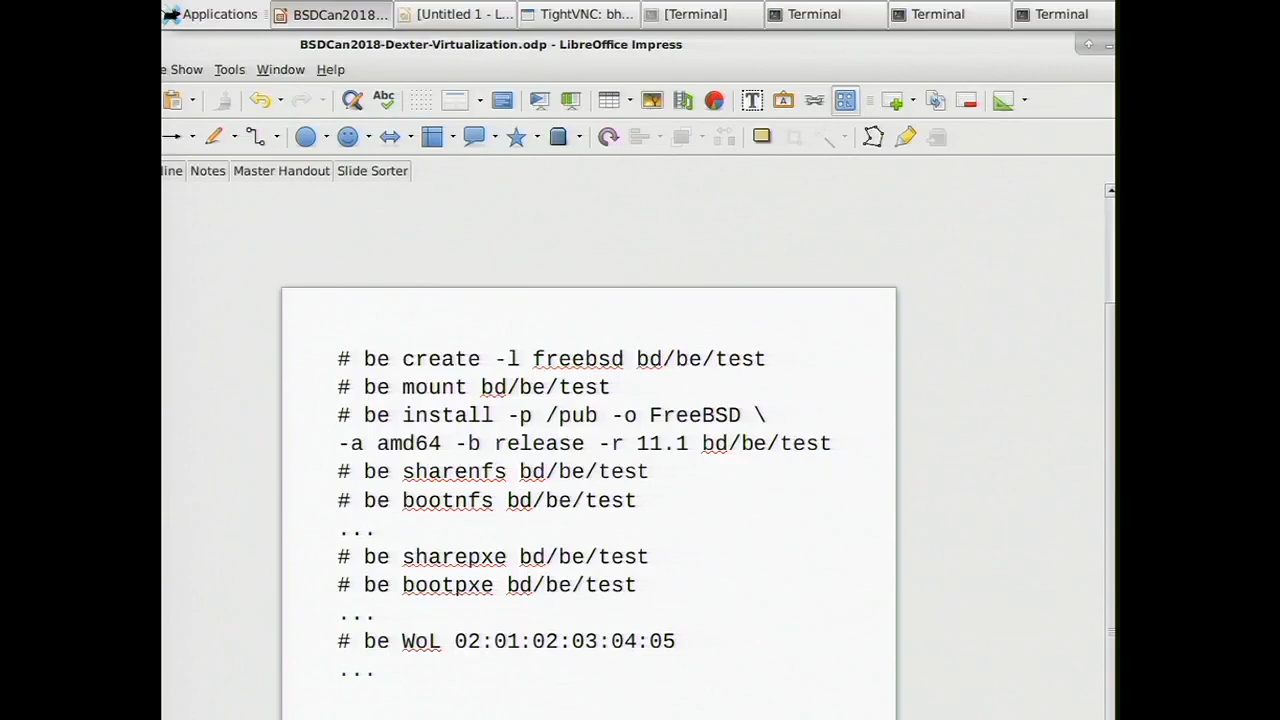 Applications
BSDCan2018...
[Untitled 1 - L...
TightVNC: bh...
[Terminal]
Terminal
Terminal
Terminal
BSDCan2018-Dexter-Virtualization.odp - LibreOffice Impress
e Show Tools Window Help
Abc
T
A
line Notes Master Handout Slide Sorter
# be create -l freebsd bd/be/test
# be mount bd/be/test
# be install -p /pub -o FreeBSD \
-a amd64 -b release -r 11.1 bd/be/test
# be sharenfs bd/be/test
# be bootnfs bd/be/test
...
# be sharepxe bd/be/test
# be bootpxe bd/be/test
...
# be WoL 02:01:02:03:04:05
...